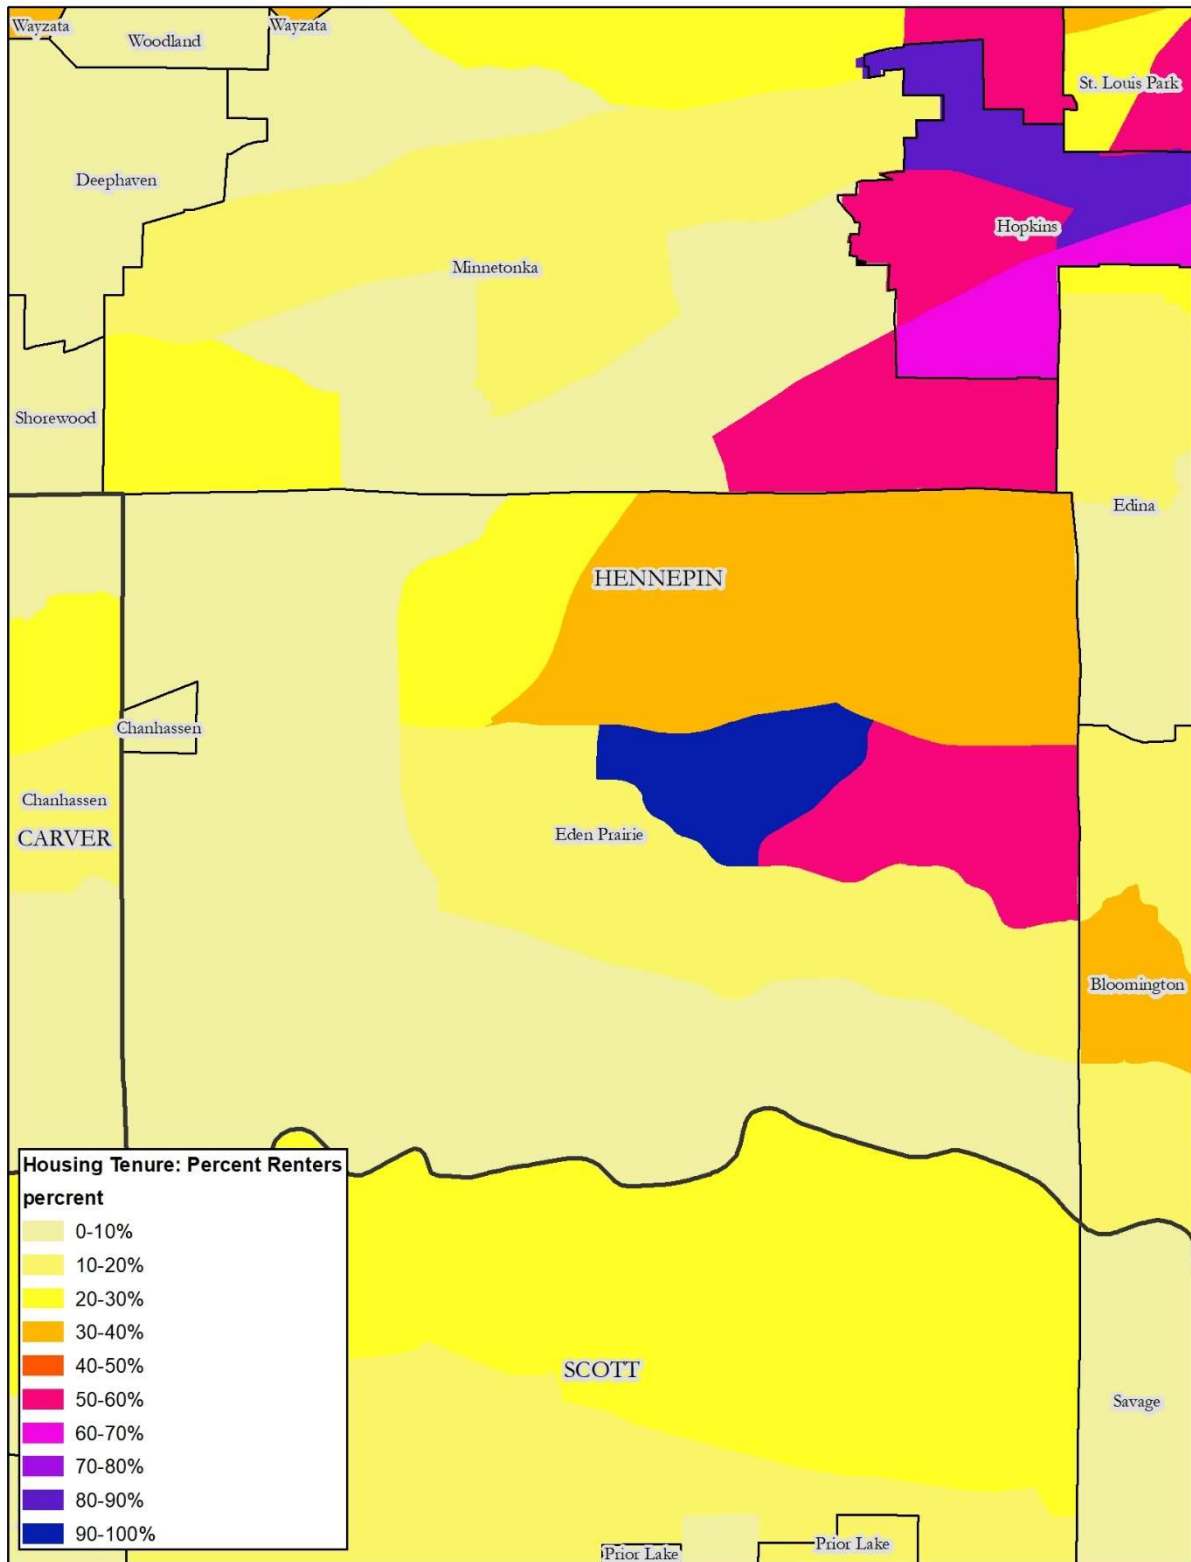 Wayzata
Wayzata
Woodland
St. Louis Park
Deephaven
Hopkins
Minnetonka
Shorewood
Edina
HENNEPIN
Chanhassen
Chanhassen
Eden Prairie
CARVER
Bloomington
Housing Tenure: Percent Renters
percrent
0-10%
10-20%
20-30%
30-40%
40-50%
50-60%
60-70%
70-80%
80-90%
90-100%
SCOTT
Savage
Prior Lake
Prior Lake